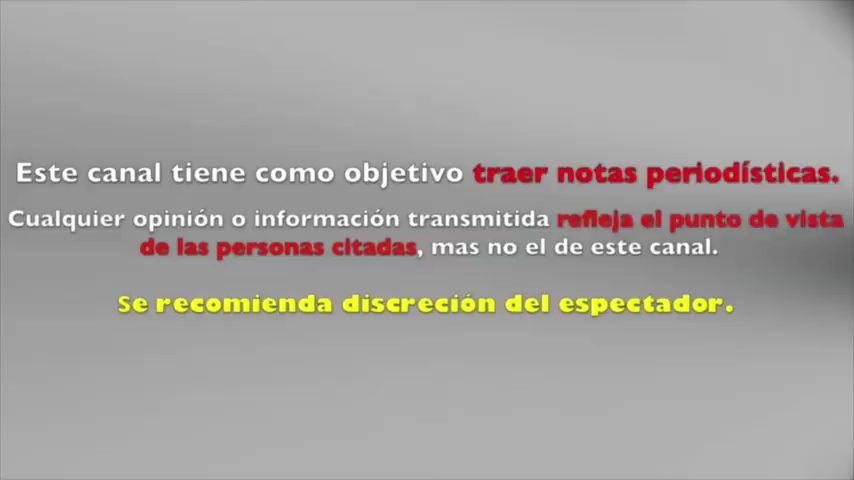 Este canal tiene como objetivo traer notas periodísticas.
Cualquier opinión o información transmitida refleja el punto de vista
de las personas citadas, mas no el de este canal.
Se recomienda discreción del espectador.